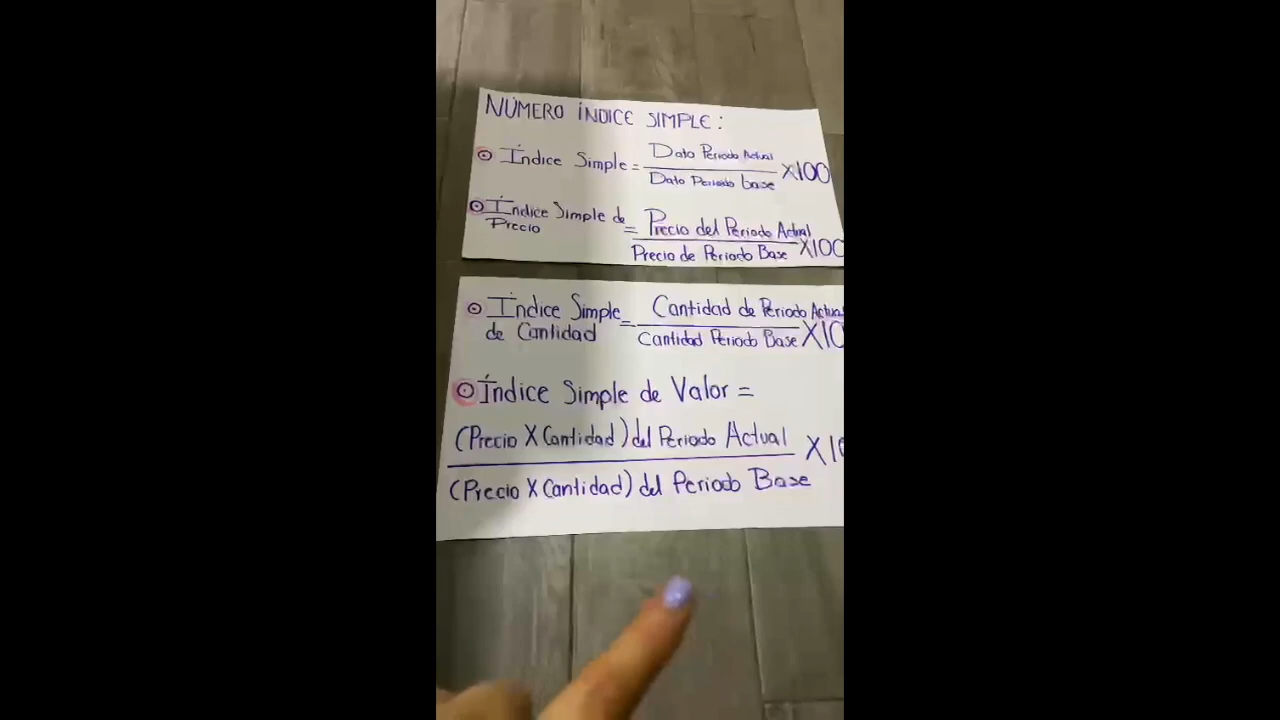 NÚMERO ÍNDICE SIMPLE:
⊙ Índice Simple = Dato Periodo Actual
Dato Periodo base X100
⊙ Índice Simple de
Precio = Precio del Periodo Actual
Precio de Periodo Base X100
⊙ Índice Simple
de Cantidad = Cantidad de Periodo Actual
Cantidad Periodo Base X10
⊙ Índice Simple de Valor =
(Precio X Cantidad) del Periodo Actual X10
(Precio X Cantidad) del Periodo Base